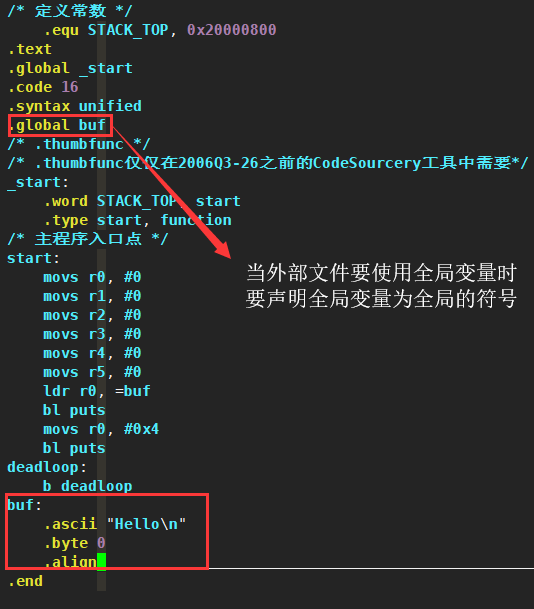 /* 定义常数 */
.equ STACK_TOP, 0x20000800
.text
.global _start
.code 16
.syntax unified
.global buf
/* .thumbfunc */
/* .thumbfunc仅仅在2006Q3-26之前的CodeSourcery工具中需要*/
_start:
.word STACK_TOP, start
.type start, function
/* 主程序入口点 */
start:
movs r0, #0
movs r1, #0
movs r2, #0
movs r3, #0
movs r4, #0
movs r5, #0
ldr r0, =buf
bl puts
movs r0, #0x4
bl puts
deadloop:
b deadloop
buf:
.ascii "Hello\n"
.byte 0
.align
.end
当外部文件要使用全局变量时
要声明全局变量为全局的符号